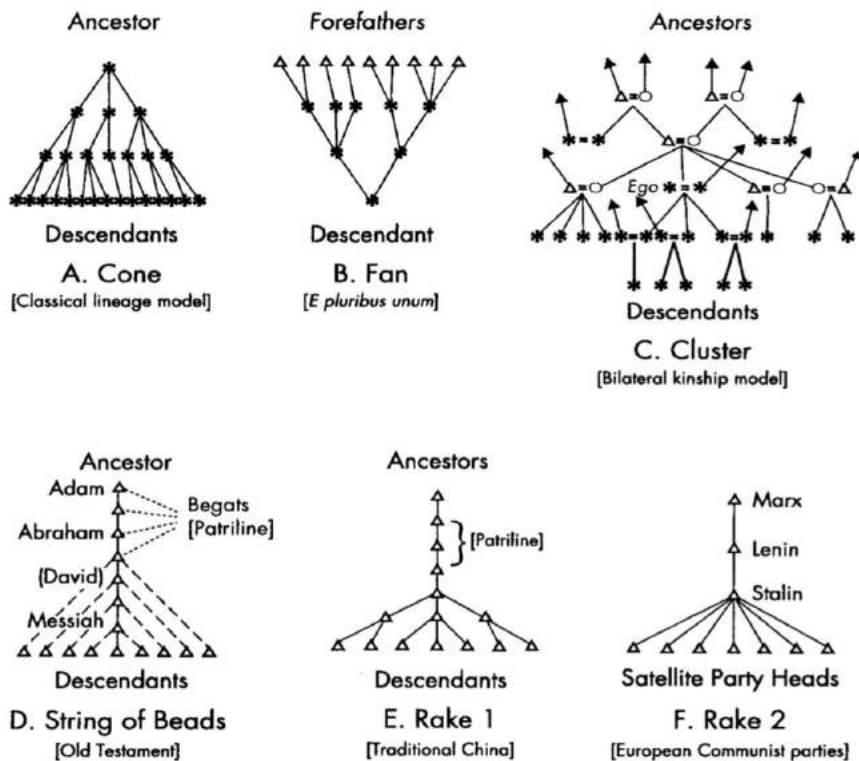 Ancestor
Descendants
A. Cone
[Classical lineage model]
Forefathers
Descendant
B. Fan
[E pluribus unum]
Ancestors
Ego
Descendants
C. Cluster
[Bilateral kinship model]
Ancestor
Adam
Begats
[Patriline]
Abraham
(David)
Messiah
Descendants
D. String of Beads
[Old Testament]
Ancestors
[Patriline]
Descendants
E. Rake 1
[Traditional China]
Marx
Lenin
Stalin
Satellite Party Heads
F. Rake 2
[European Communist parties]